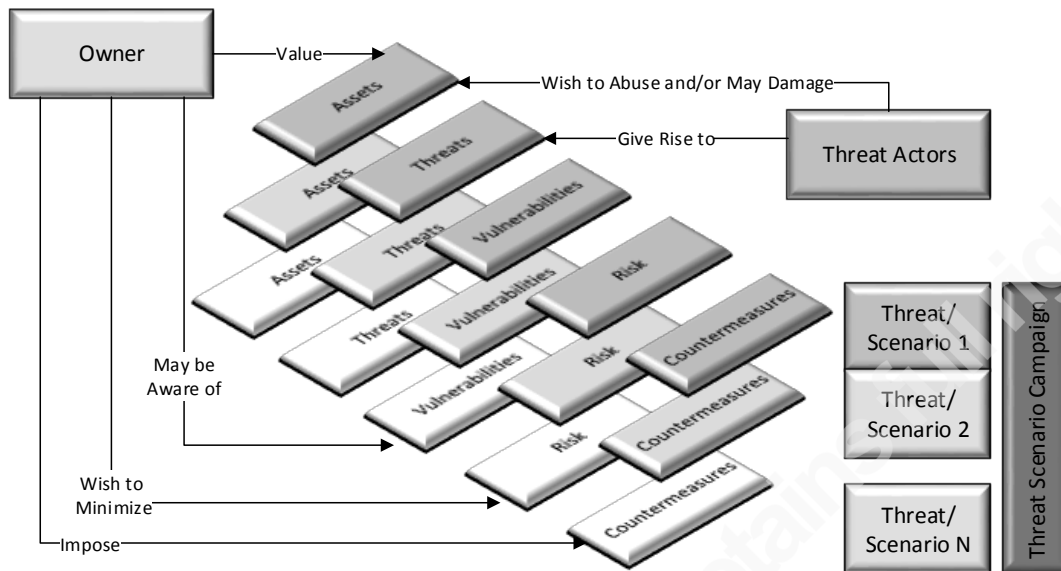 Owner
Value
Assets
Wish to Abuse and/or May Damage
Threats
Give Rise to
Threat Actors
Assets
Vulnerabilities
Threats
Assets
Risk
Vulnerabilities
Threats
Countermeasures
Threat/
Scenario 1
May be
Aware of
Risk
Vulnerabilities
Countermeasures
Threat/
Scenario 2
Threat Scenario Campaign
Risk
Wish to
Minimize
Countermeasures
Threat/
Scenario N
Impose